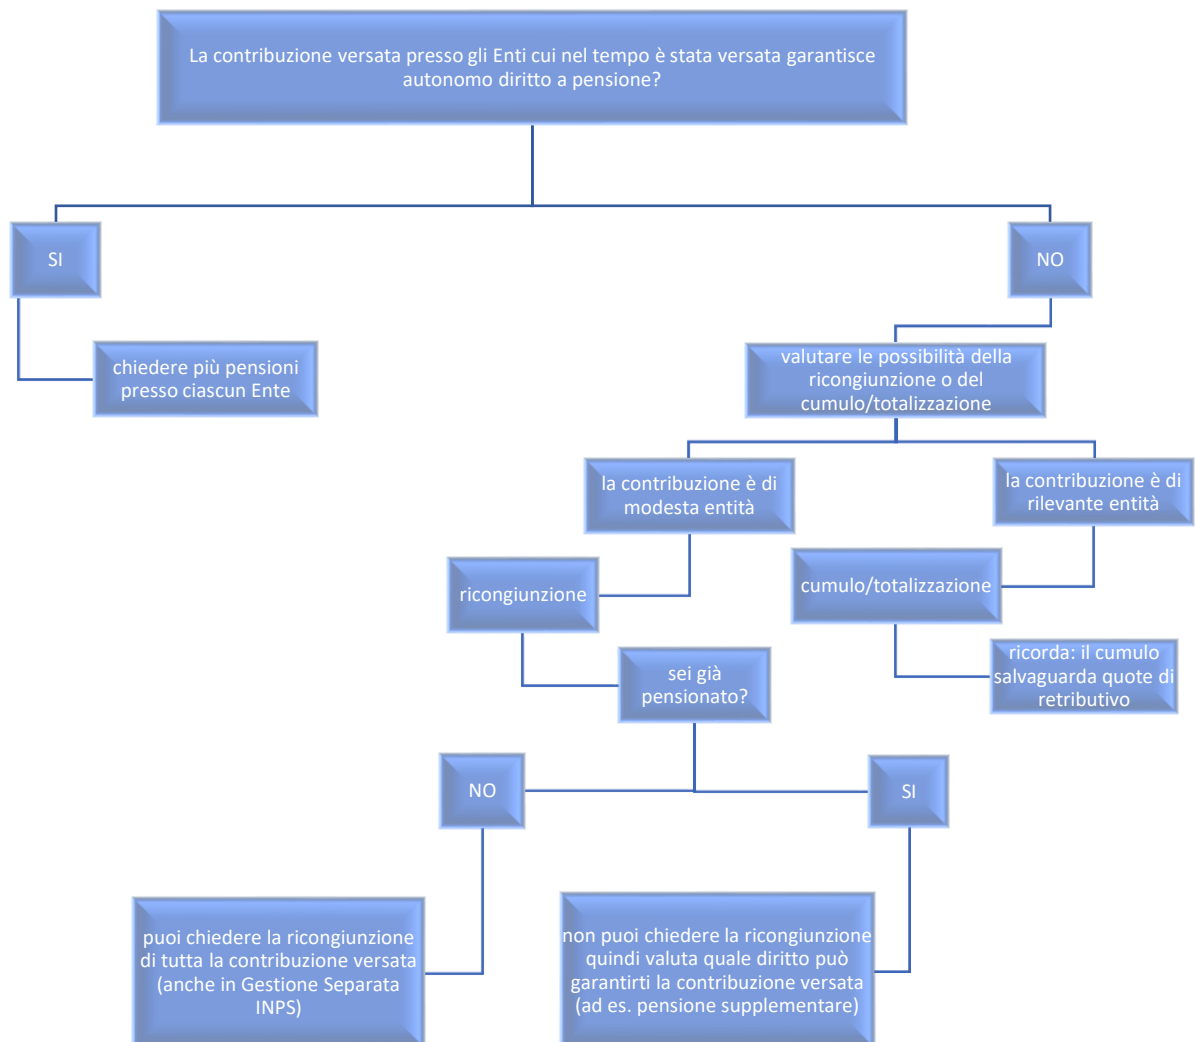 La contribuzione versata presso gli Enti cui nel tempo è stata versata garantisce
autonomo diritto a pensione?
SI
NO
chiedere più pensioni
presso ciascun Ente
valutare le possibilità della
ricongiunzione o del
cumulo/totalizzazione
la contribuzione è di
modesta entità
la contribuzione è di
rilevante entità
ricongiunzione
cumulo/totalizzazione
sei già
pensionato?
ricorda: il cumulo
salvaguarda quote di
retributivo
NO
SI
puoi chiedere la ricongiunzione
di tutta la contribuzione versata
(anche in Gestione Separata
INPS)
non puoi chiedere la ricongiunzione
quindi valuta quale diritto può
garantirti la contribuzione versata
(ad es. pensione supplementare)